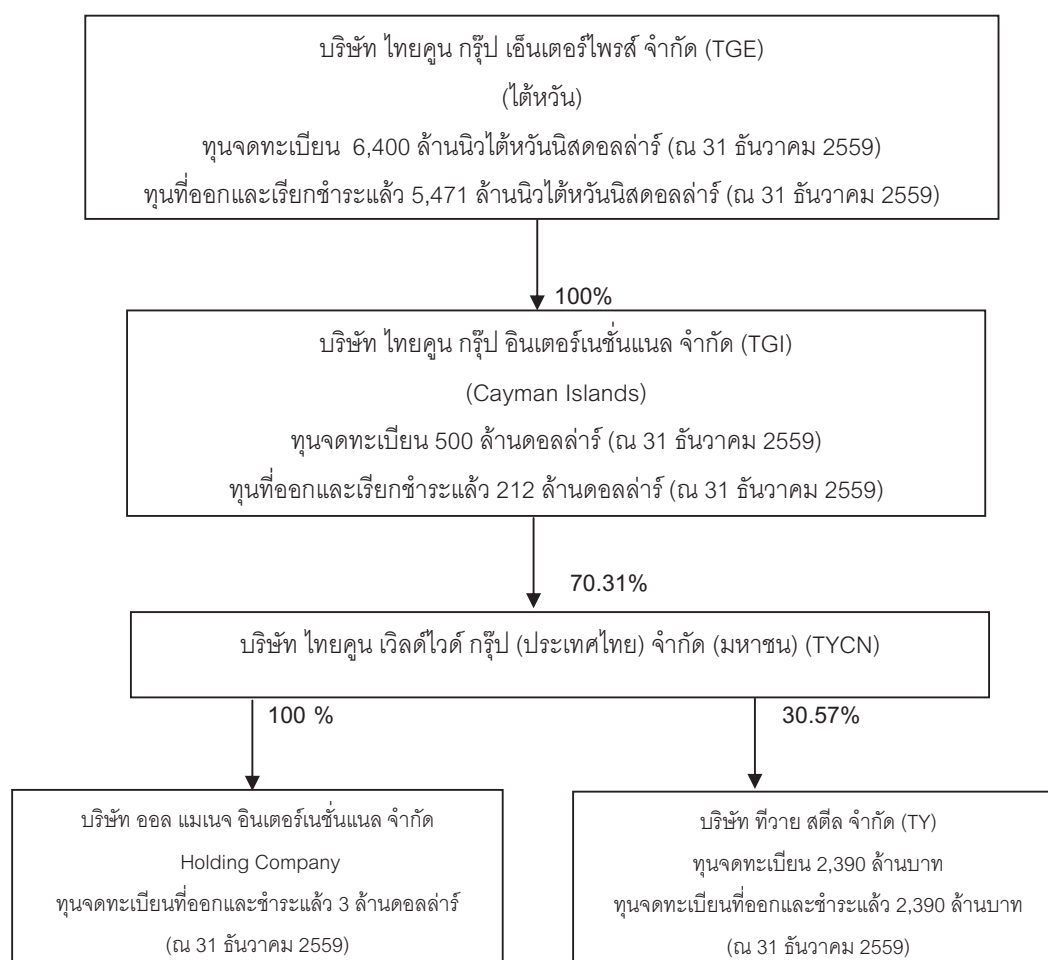 บริษัท ไทยคูน กรุ๊ป เอ็นเตอร์ไพรส์ จำกัด (TGE)
(ไต้หวัน)
ทุนจดทะเบียน 6,400 ล้านนิวไต้หวันนิสดอลล่าร์ (ณ 31 ธันวาคม 2559)
ทุนที่ออกและเรียกชำระแล้ว 5,471 ล้านนิวไต้หวันนิสดอลล่าร์ (ณ 31 ธันวาคม 2559)
100%
บริษัท ไทยคูน กรุ๊ป อินเตอร์เนชั่นแนล จำกัด (TGI)
(Cayman Islands)
ทุนจดทะเบียน 500 ล้านดอลล่าร์ (ณ 31 ธันวาคม 2559)
ทุนที่ออกและเรียกชำระแล้ว 212 ล้านดอลล่าร์ (ณ 31 ธันวาคม 2559)
70.31%
บริษัท ไทยคูน เวิลด์ไวด์ กรุ๊ป (ประเทศไทย) จำกัด (มหาชน) (TYCN)
100 %
30.57%
บริษัท ออล แมเนจ อินเตอร์เนชั่นแนล จำกัด
Holding Company
ทุนจดทะเบียนที่ออกและชำระแล้ว 3 ล้านดอลล่าร์
(ณ 31 ธันวาคม 2559)
บริษัท ทีวาย สตีล จำกัด (TY)
ทุนจดทะเบียน 2,390 ล้านบาท
ทุนจดทะเบียนที่ออกและชำระแล้ว 2,390 ล้านบาท
(ณ 31 ธันวาคม 2559)